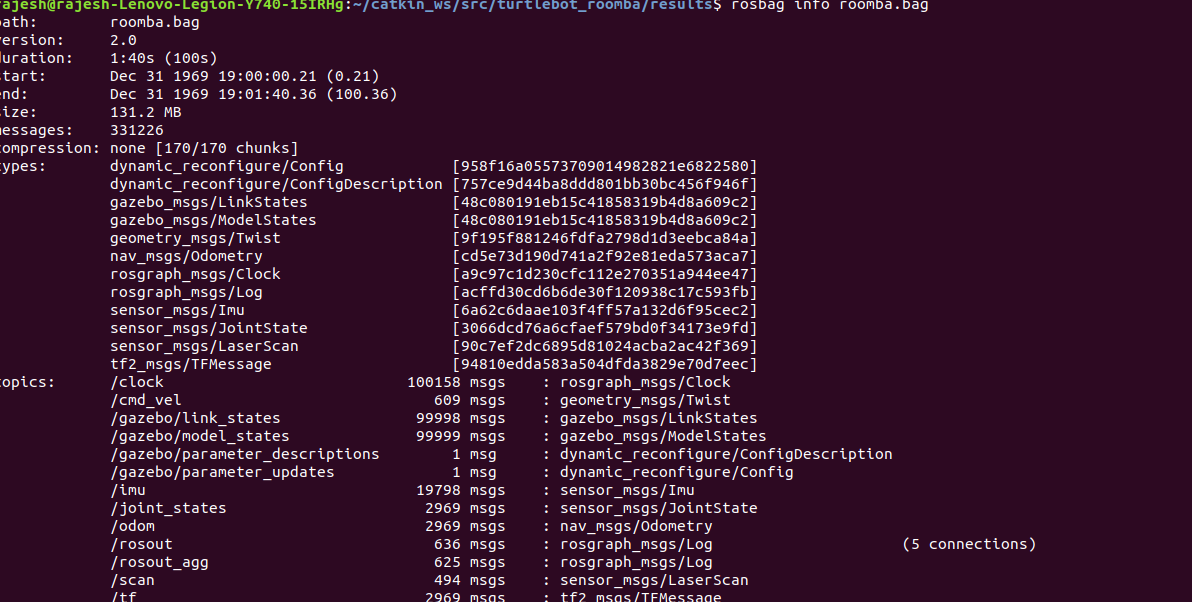 rajesh@rajesh-Lenovo-Legion-Y740-15IRHg:~/catkin_ws/src/turtlebot_roomba/results$ rosbag info roomba.bag
path:        roomba.bag
version:     2.0
duration:    1:40s (100s)
start:       Dec 31 1969 19:00:00.21 (0.21)
end:         Dec 31 1969 19:01:40.36 (100.36)
size:        131.2 MB
messages:    331226
compression: none [170/170 chunks]
types:       dynamic_reconfigure/Config            [958f16a05573709014982821e6822580]
             dynamic_reconfigure/ConfigDescription [757ce9d44ba8ddd801bb30bc456f946f]
             gazebo_msgs/LinkStates                [48c080191eb15c41858319b4d8a609c2]
             gazebo_msgs/ModelStates               [48c080191eb15c41858319b4d8a609c2]
             geometry_msgs/Twist                   [9f195f881246fdfa2798d1d3eebca84a]
             nav_msgs/Odometry                     [cd5e73d190d741a2f92e81eda573aca7]
             rosgraph_msgs/Clock                   [a9c97c1d230cfc112e270351a944ee47]
             rosgraph_msgs/Log                     [acffd30cd6b6de30f120938c17c593fb]
             sensor_msgs/Imu                       [6a62c6daae103f4ff57a132d6f95cec2]
             sensor_msgs/JointState                [3066dcd76a6cfaef579bd0f34173e9fd]
             sensor_msgs/LaserScan                 [90c7ef2dc6895d81024acba2ac42f369]
             tf2_msgs/TFMessage                    [94810edda583a504dfda3829e70d7eec]
topics:      /clock                           100158 msgs    : rosgraph_msgs/Clock
             /cmd_vel                            609 msgs    : geometry_msgs/Twist
             /gazebo/link_states               99998 msgs    : gazebo_msgs/LinkStates
             /gazebo/model_states              99999 msgs    : gazebo_msgs/ModelStates
             /gazebo/parameter_descriptions        1 msg     : dynamic_reconfigure/ConfigDescription
             /gazebo/parameter_updates             1 msg     : dynamic_reconfigure/Config
             /imu                              19798 msgs    : sensor_msgs/Imu
             /joint_states                      2969 msgs    : sensor_msgs/JointState
             /odom                              2969 msgs    : nav_msgs/Odometry
             /rosout                             636 msgs    : rosgraph_msgs/Log                     (5 connections)
             /rosout_agg                         625 msgs    : rosgraph_msgs/Log
             /scan                               494 msgs    : sensor_msgs/LaserScan
             /tf                                2969 msgs    : tf2_msgs/TFMessage